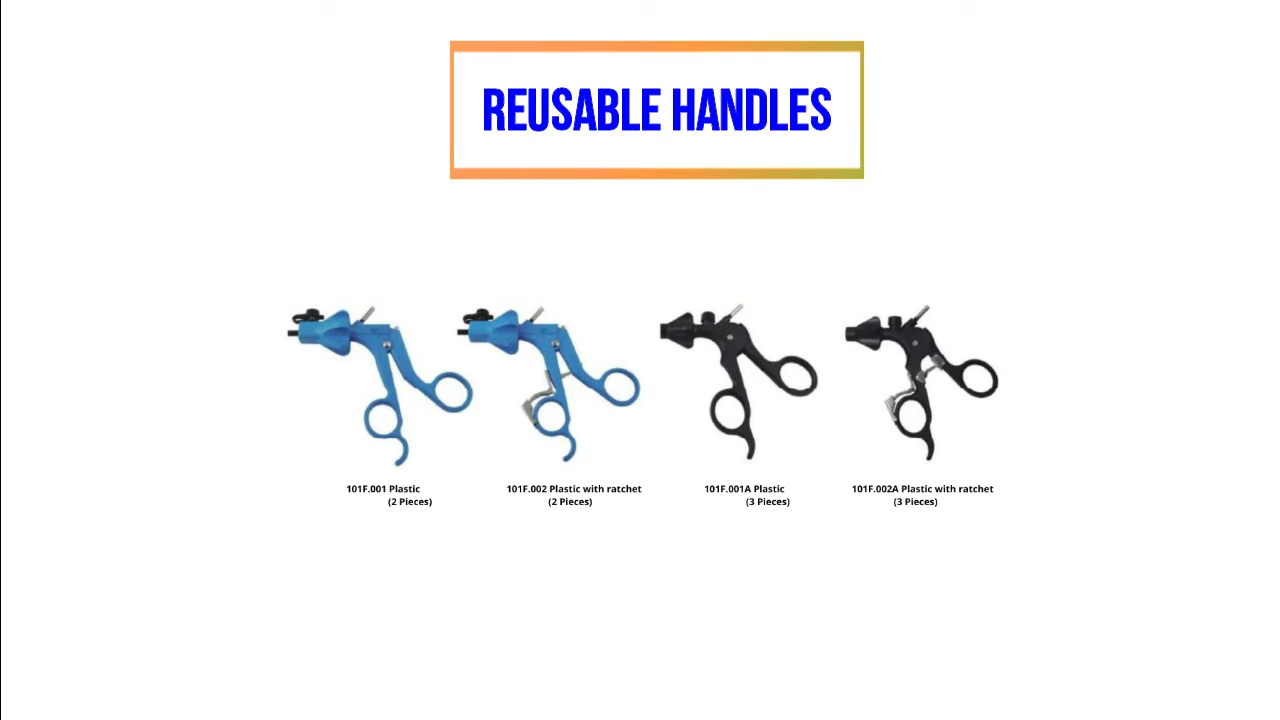 REUSABLE HANDLES
101F.001 Plastic
(2 Pieces)
101F.002 Plastic with ratchet
(2 Pieces)
101F.001A Plastic
(3 Pieces)
101F.002A Plastic with ratchet
(3 Pieces)